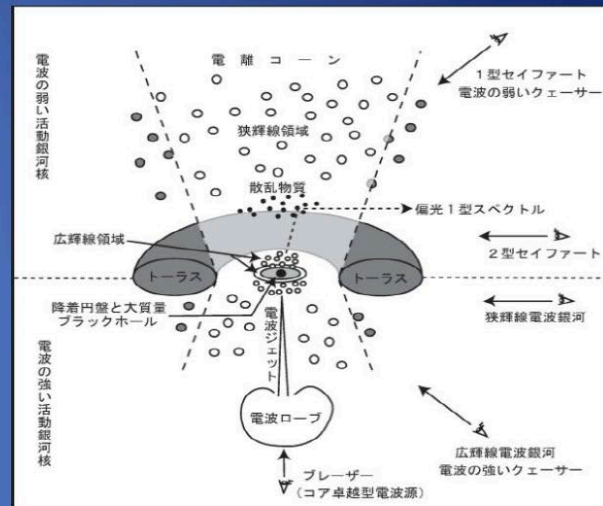 電波の弱い活動銀河核
電離コーン
1型セイファート
電波の弱いクェーサー
狭輝線領域
散乱物質
偏光1型スペクトル
広輝線領域
2型セイファート
トーラス
トーラス
降着円盤と大質量
ブラックホール
狭輝線電波銀河
電波ジェット
電波の強い活動銀河核
電波ローブ
広輝線電波銀河
電波の強いクェーサー
ブレーザー
(コア卓越型電波源)